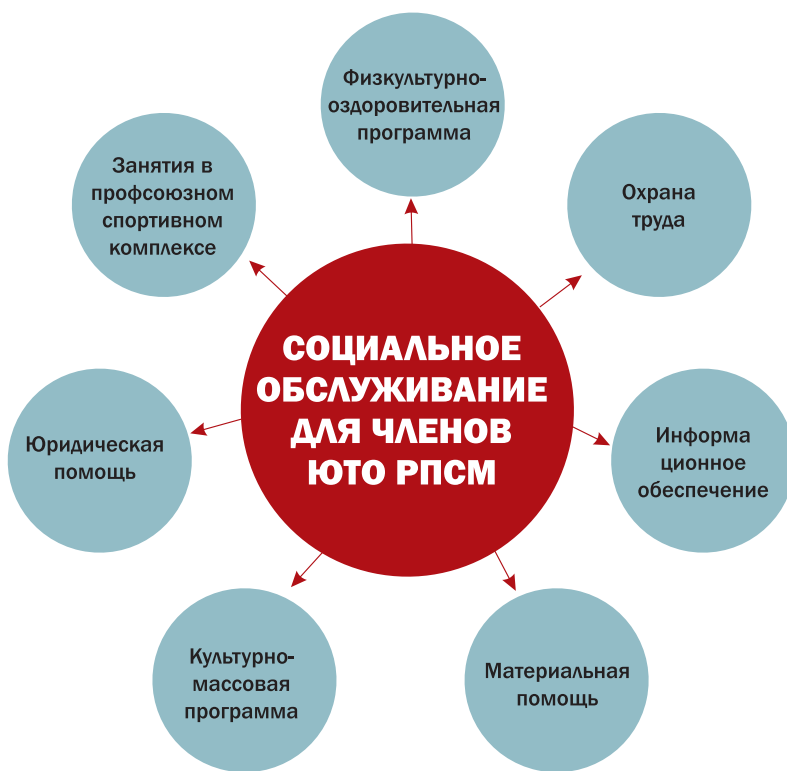 Физкультурно-
оздоровительная
программа
Занятия в
профсоюзном
спортивном
комплексе
Охрана
труда
СОЦИАЛЬНОЕ
ОБСЛУЖИВАНИЕ
ДЛЯ ЧЛЕНОВ
ЮТО РПСМ
Юридическая
помощь
Информа
ционное
обеспечение
Культурно-
массовая
программа
Материальная
помощь